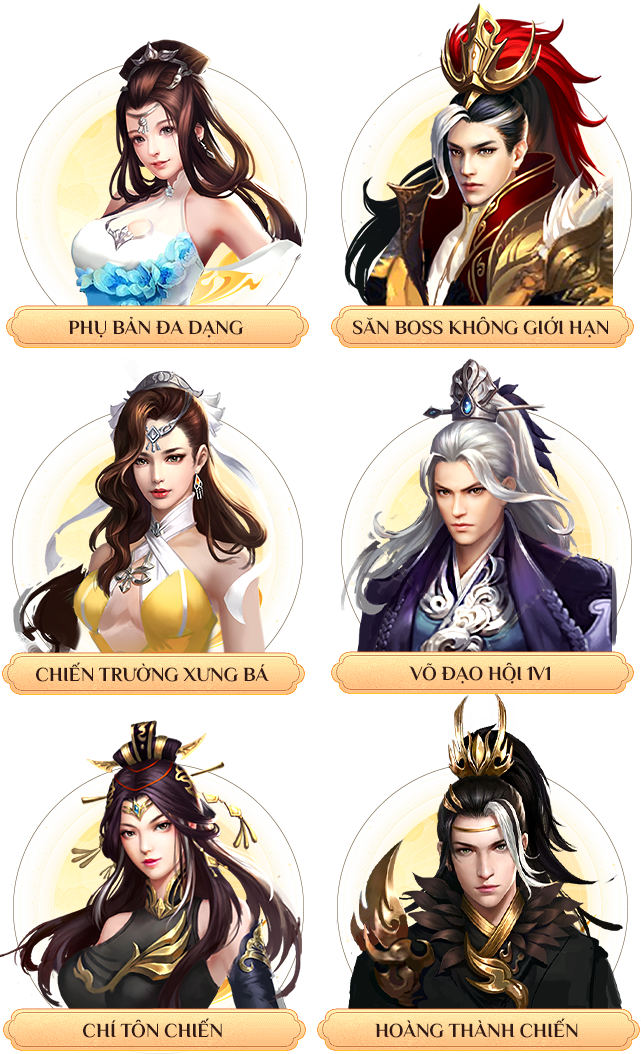 PHỤ BẢN ĐA DẠNG
SĂN BOSS KHÔNG GIỚI HẠN
CHIẾN TRƯỜNG XƯNG BÁ
VÕ ĐẠO HỘI 1V1
CHÍ TÔN CHIẾN
HOÀNG THÀNH CHIẾN